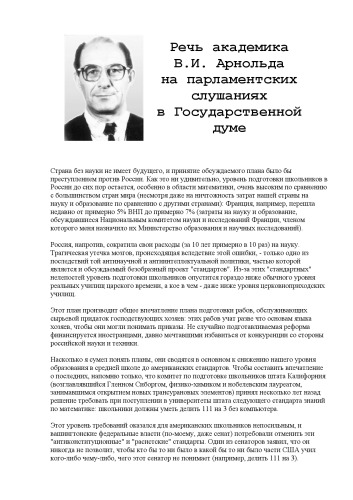 Речь академика
В.И. Арнольда
на парламентских
слушаниях
в Государственной
думе
Страна без науки не имеет будущего, и принятие обсуждаемого плана было бы
преступлением против России. Как это ни удивительно, уровень подготовки школьников в
России до сих пор остается, особенно в области математики, очень высоким по сравнению
с большинством стран мира (несмотря даже на ничтожность затрат нашей страны на
науку и образование по сравнению с другими странами): Франция, например, перешла
недавно от примерно 5% ВНП до примерно 7% (затраты на науку и образование,
обсуждавшиеся Национальным комитетом науки и исследований Франции, членом
которого меня назначило их Министерство образования и научных исследований).
Россия, напротив, сократила свои расходы (за 10 лет примерно в 10 раз) на науку.
Трагическая утечка мозгов, происходящая вследствие этой ошибки, - только одно из
последствий той антинаучной и антиинтеллектуальной политики, частью которой
является и обсуждаемый безобразный проект "стандартов". Из-за этих "стандартных"
нелепостей уровень подготовки школьников опустится гораздо ниже обычного уровня
реальных училищ царского времени, а кое в чем - даже ниже уровня церковноприходских
училищ.
Этот план производит общее впечатление плана подготовки рабов, обслуживающих
сырьевой придаток господствующих хозяев: этих рабов учат разве что основам языка
хозяев, чтобы они могли понимать приказы. Не случайно подготавливаемая реформа
финансируется иностранцами, давно мечтавшими избавиться от конкуренции со стороны
российской науки и техники.
Насколько я сумел понять планы, они сводятся в основном к снижению нашего уровня
образования в средней школе до американских стандартов. Чтобы составить впечатление
о последних, напомню только, что комитет по подготовке школьников штата Калифорния
(возглавлявшийся Гленном Сиборгом, физико-химиком и нобелевским лауреатом,
занимавшимся открытием новых трансурановых элементов) принял несколько лет назад
решение требовать при поступлении в университеты штата следующего стандарта знаний
по математике: школьники должны уметь делить 111 на 3 без компьютера.
Этот уровень требований оказался для американских школьников непосильным, и
вашингтонские федеральные власти (по-моему, даже сенат) потребовали отменить эти
"антиконституционные" и "расистские" стандарты. Один из сенаторов заявил, что он
никогда не позволит, чтобы кто бы то ни было в какой бы то ни было части США учил
кого-либо чему-либо, чего этот сенатор не понимает (например, делить 111 на 3).